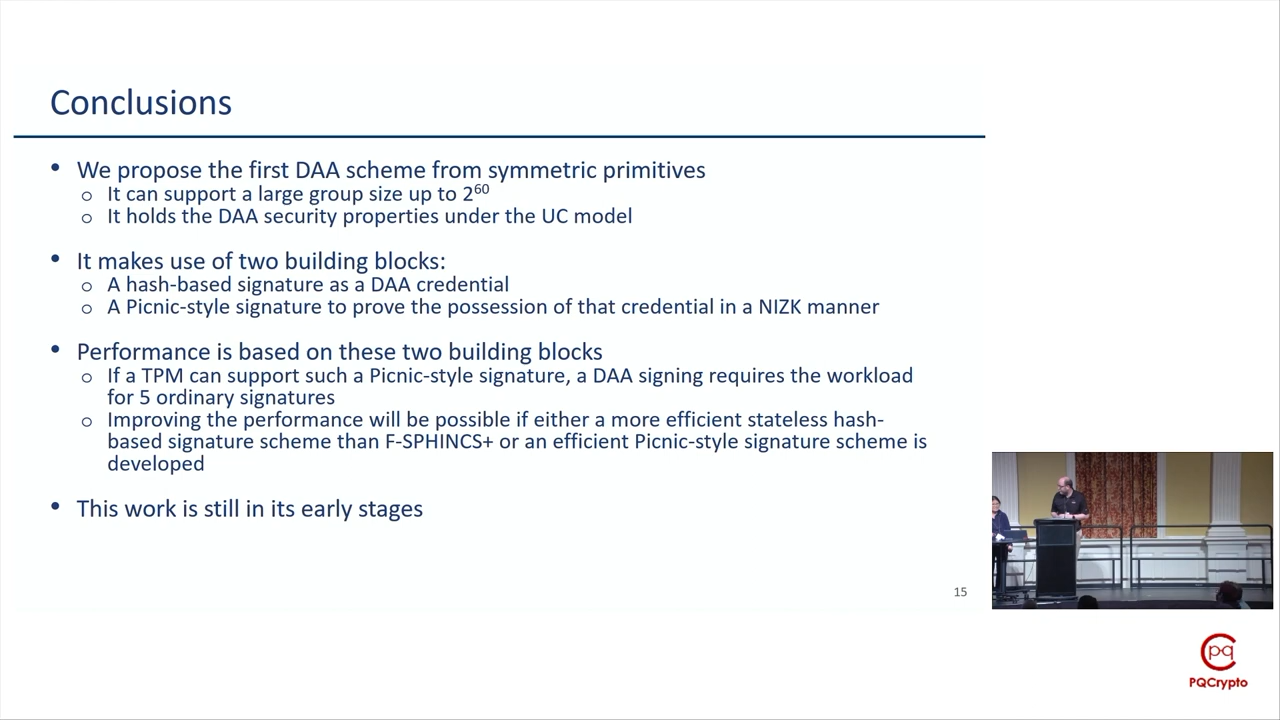 Conclusions
• We propose the first DAA scheme from symmetric primitives
o It can support a large group size up to 2^60
o It holds the DAA security properties under the UC model
• It makes use of two building blocks:
o A hash-based signature as a DAA credential
o A Picnic-style signature to prove the possession of that credential in a NIZK manner
• Performance is based on these two building blocks
o If a TPM can support such a Picnic-style signature, a DAA signing requires the workload
for 5 ordinary signatures
o Improving the performance will be possible if either a more efficient stateless hash-
based signature scheme than F-SPHINCS+ or an efficient Picnic-style signature scheme is
developed
• This work is still in its early stages
15
pq
PQCrypto